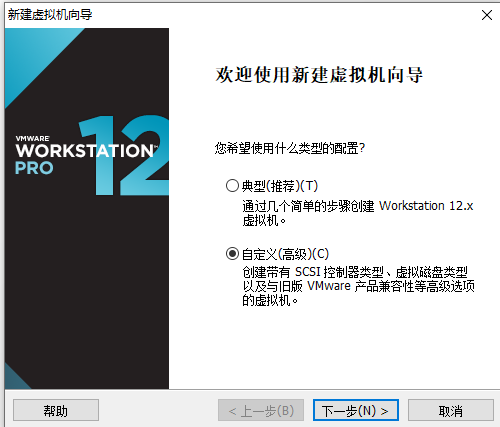 新建虚拟机向导
欢迎使用新建虚拟机向导
VMWARE
WORKSTATION™
PRO
12
您希望使用什么类型的配置?
典型(推荐)(T)
通过几个简单的步骤创建 Workstation 12.x
虚拟机。
自定义(高级)(C)
创建带有 SCSI 控制器类型、虚拟磁盘类型
以及与旧版 VMware 产品兼容性等高级选项
的虚拟机。
帮助
< 上一步(B)
下一步(N) >
取消